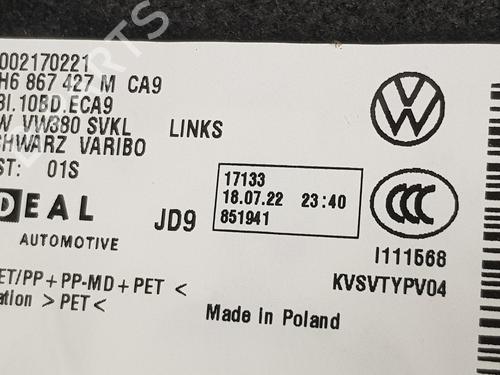 002170221
H6 867 427 M CA9
BI.10BD.ECA9
W VW380 SVKL LINKS
CHWARZ VARIBO
ST: 01S
DEAL
AUTOMOTIVE
JD9
17133
18.07.22 23:40
851941
I111568
KVSVTYPV04
ET/PP+PP-MD+PET <
ation > PET <
Made in Poland